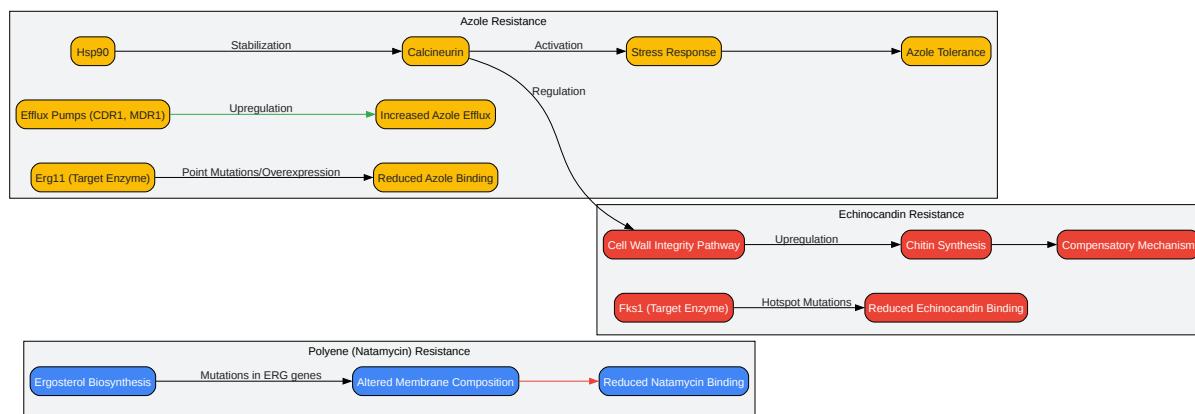 Azole Resistance
Hsp90
Stabilization
Calcineurin
Activation
Stress Response
Azole Tolerance
Regulation
Efflux Pumps (CDR1, MDR1)
Upregulation
Increased Azole Efflux
Erg11 (Target Enzyme)
Point Mutations/Overexpression
Reduced Azole Binding
Echinocandin Resistance
Cell Wall Integrity Pathway
Upregulation
Chitin Synthesis
Compensatory Mechanism
Fks1 (Target Enzyme)
Hotspot Mutations
Reduced Echinocandin Binding
Polyene (Natamycin) Resistance
Ergosterol Biosynthesis
Mutations in ERG genes
Altered Membrane Composition
Reduced Natamycin Binding